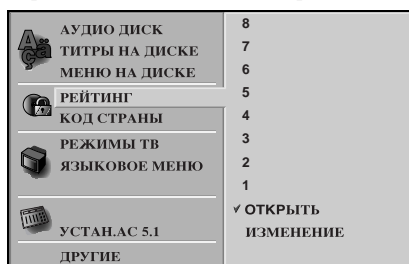 АУДИО ДИСК
ТИТРЫ НА ДИСКЕ
МЕНЮ НА ДИСКЕ
РЕЙТИНГ
КОД СТРАНЫ
РЕЖИМЫ ТВ
ЯЗЫКОВОЕ МЕНЮ
УСТАН.АС 5.1
ДРУГИЕ
8
7
6
5
4
3
2
1
✓ ОТКРЫТЬ
ИЗМЕНЕНИЕ